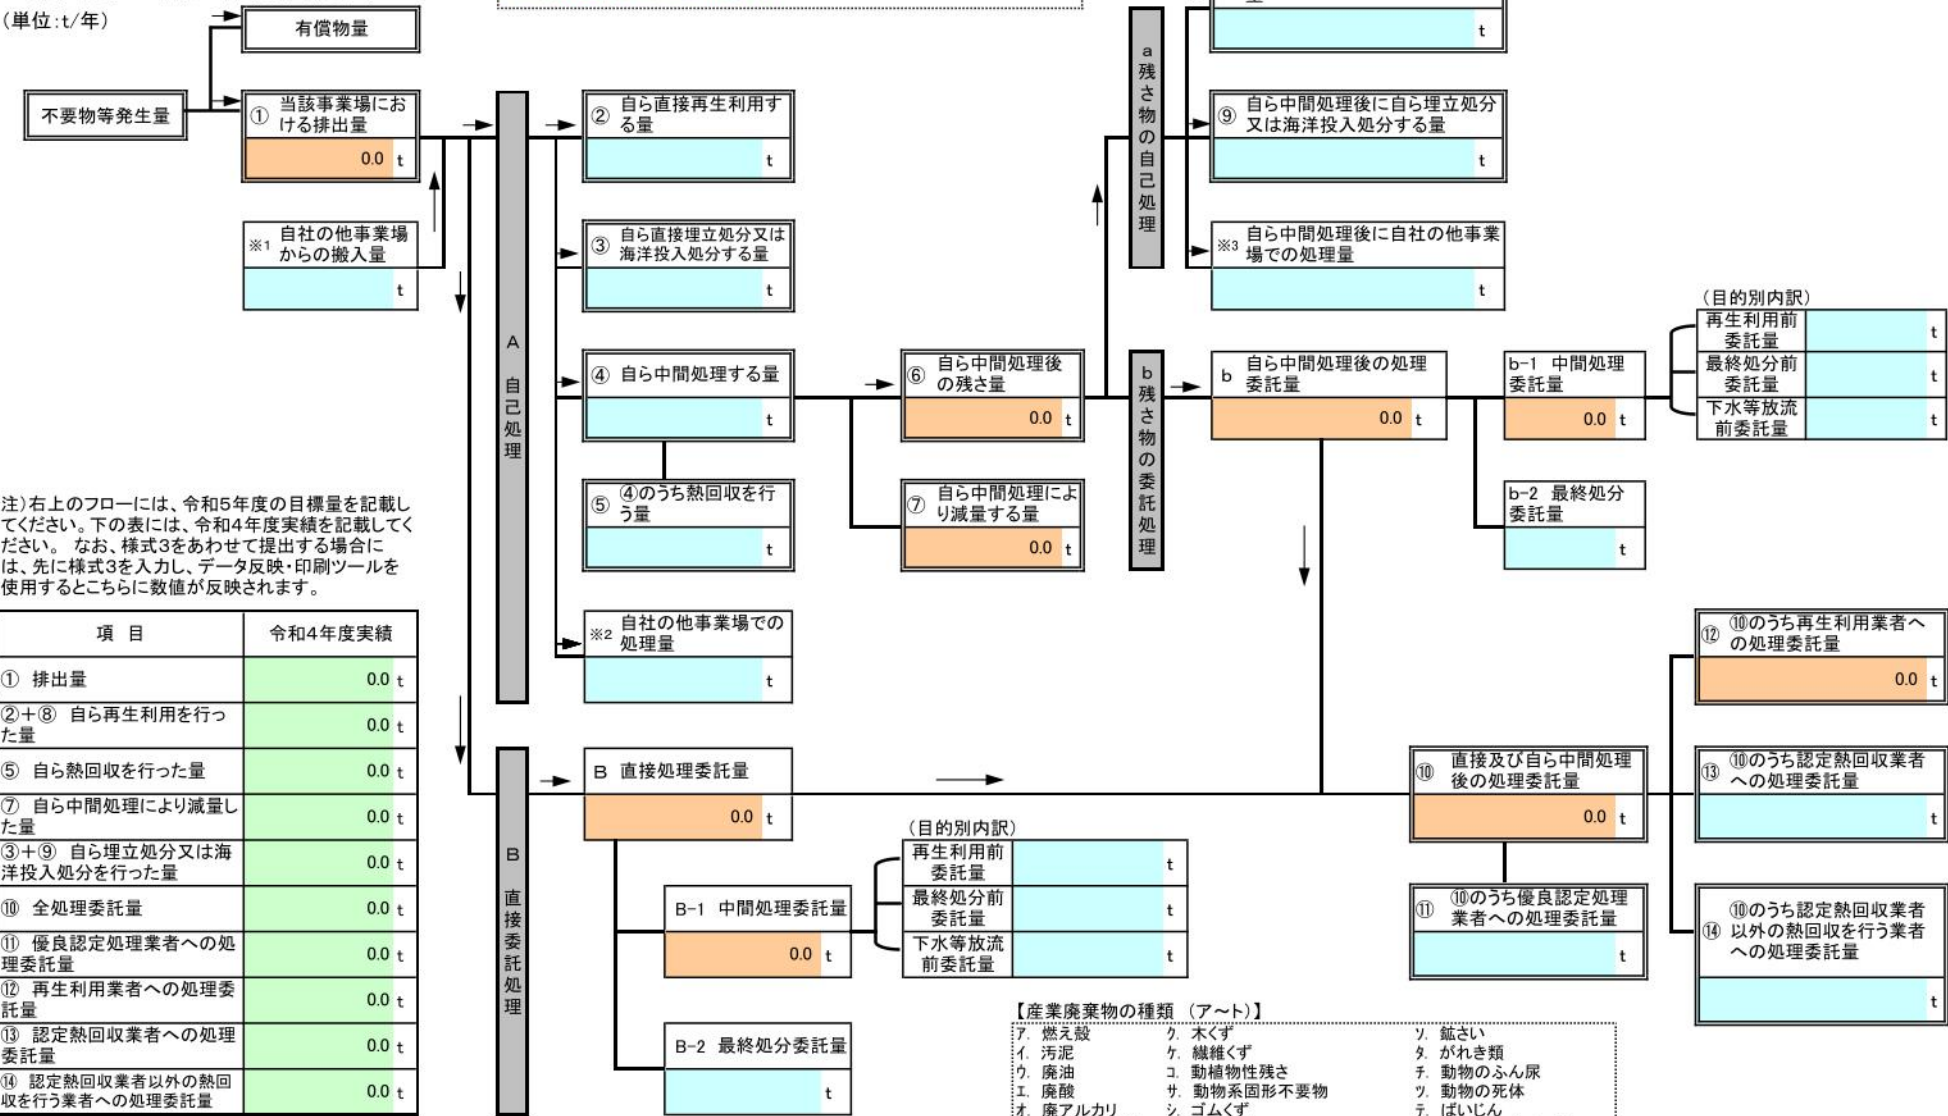 (単位:t/年)
有償物量
不要物等発生量
① 当該事業場にお
ける排出量
0.0 t
※1 自社の他事業場
からの搬入量
t
A 自己処理
② 自ら直接再生利用す
る量
t
③ 自ら直接埋立処分又は
海洋投入処分する量
t
④ 自ら中間処理する量
t
⑤ ④のうち熱回収を行
う量
t
※2 自社の他事業場での
処理量
t
⑥ 自ら中間処理後
の残さ量
0.0 t
⑦ 自ら中間処理によ
り減量する量
0.0 t
a 残さ物の自己処理
t
⑨ 自ら中間処理後に自ら埋立処分
又は海洋投入処分する量
t
※3 自ら中間処理後に自社の他事業
場での処理量
t
b 残さ物の委託処理
b 自ら中間処理後の処理
委託量
0.0 t
b-1 中間処理
委託量
0.0 t
b-2 最終処分
委託量
t
(目的別内訳)
再生利用前
委託量
t
最終処分前
委託量
t
下水等放流
前委託量
t
注)右上のフローには、令和5年度の目標量を記載し
てください。下の表には、令和4年度実績を記載してく
ださい。 なお、様式3をあわせて提出する場合に
は、先に様式3を入力し、データ反映・印刷ツールを
使用するとこちらに数値が反映されます。
項 目 令和4年度実績
① 排出量 0.0 t
②+⑧ 自ら再生利用を行っ
た量 0.0 t
⑤ 自ら熱回収を行った量 0.0 t
⑦ 自ら中間処理により減量し
た量 0.0 t
③+⑨ 自ら埋立処分又は海
洋投入処分を行った量 0.0 t
⑩ 全処理委託量 0.0 t
⑪ 優良認定処理業者への処
理委託量 0.0 t
⑫ 再生利用業者への処理委
託量 0.0 t
⑬ 認定熱回収業者への処理
委託量 0.0 t
⑭ 認定熱回収業者以外の熱回
収を行う業者への処理委託量 0.0 t
B 直接委託処理
B 直接処理委託量
0.0 t
B-1 中間処理委託量
0.0 t
B-2 最終処分委託量
t
(目的別内訳)
再生利用前
委託量
t
最終処分前
委託量
t
下水等放流
前委託量
t
⑩ 直接及び自ら中間処理
後の処理委託量
0.0 t
⑪ ⑩のうち優良認定処理
業者への処理委託量
t
⑫ ⑩のうち再生利用業者へ
の処理委託量
0.0 t
⑬ ⑩のうち認定熱回収業者
への処理委託量
t
⑭ ⑩のうち認定熱回収業者
以外の熱回収を行う業者
への処理委託量
t
【産業廃棄物の種類 (ア~ト)】
ア. 燃え殻 ク. 木くず ソ. 鉱さい
イ. 汚泥 ケ. 繊維くず タ. がれき類
ウ. 廃油 コ. 動植物性残さ チ. 動物のふん尿
エ. 廃酸 サ. 動物系固形不要物 ツ. 動物の死体
オ. 廃アルカリ シ. ゴムくず テ. ばいじん